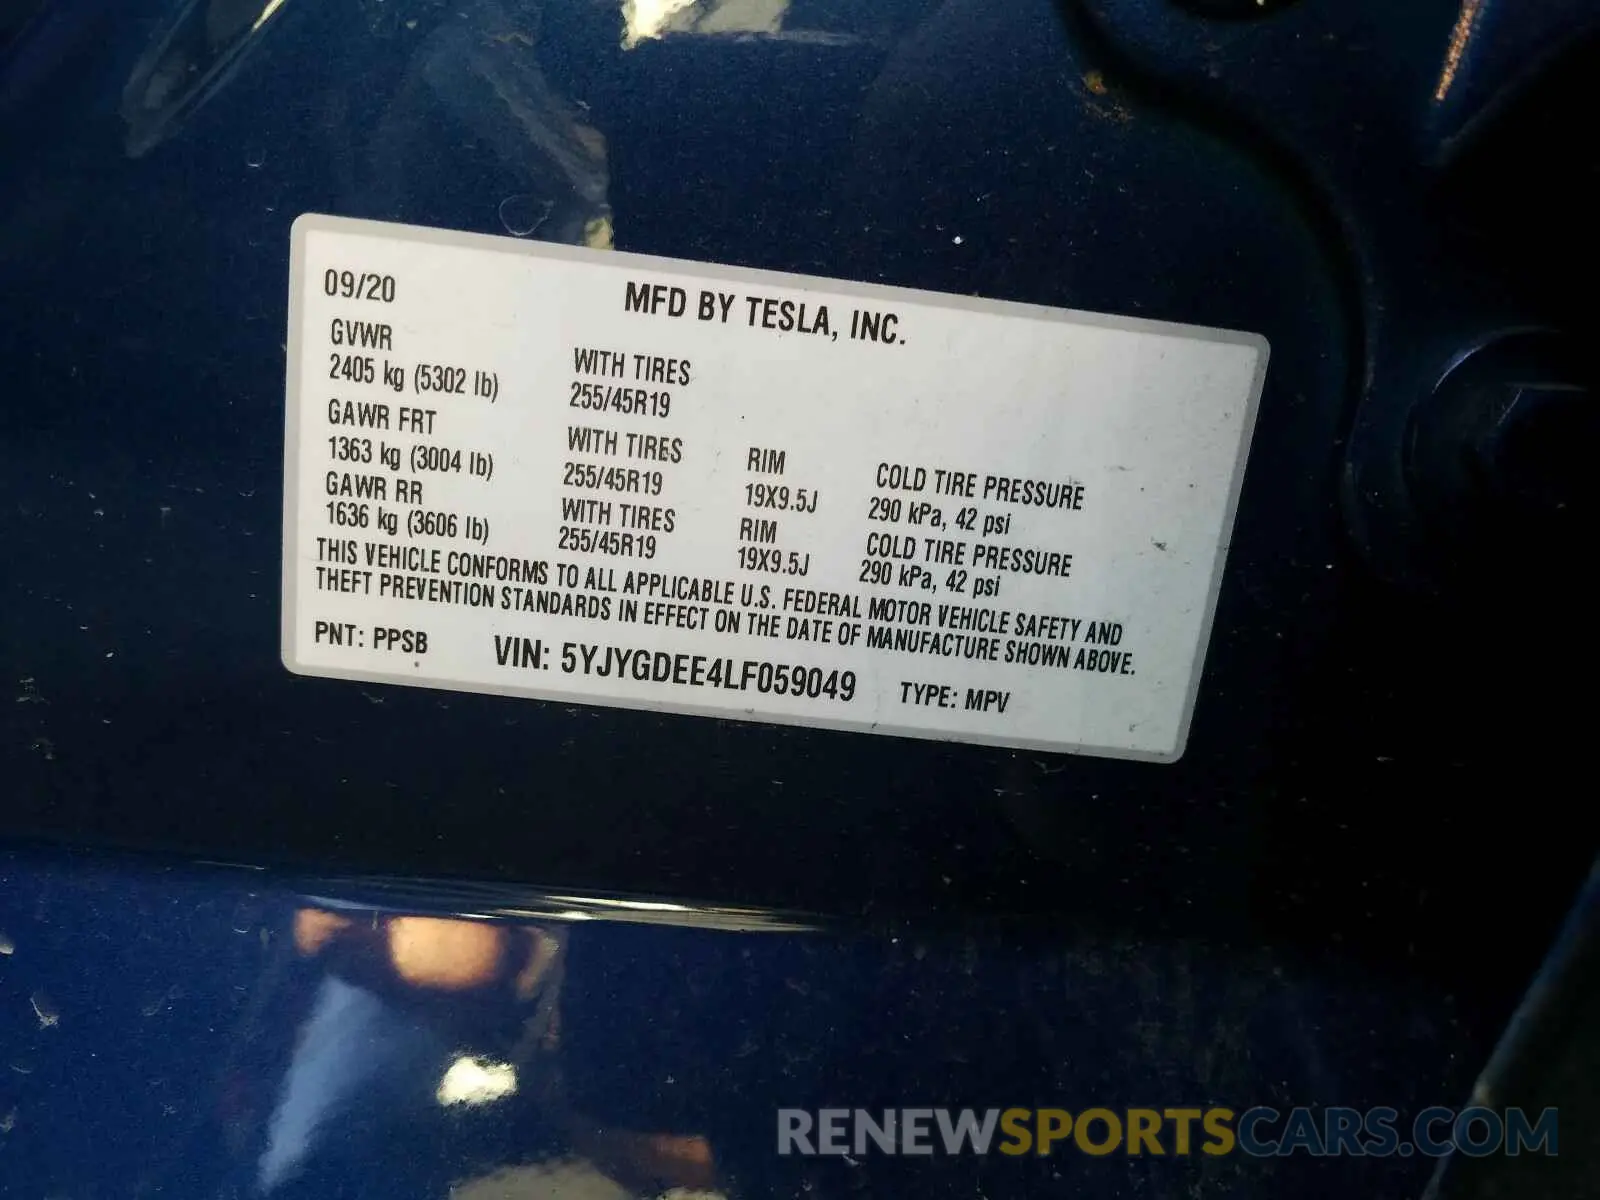 09/20
MFD BY TESLA, INC.
GVWR
2405 kg (5302 lb)
WITH TIRES
255/45R19
GAWR FRT
1363 kg (3004 lb)
WITH TIRES
255/45R19
RIM
19X9.5J
COLD TIRE PRESSURE
290 kPa, 42 psi
GAWR RR
1636 kg (3606 lb)
WITH TIRES
255/45R19
RIM
19X9.5J
COLD TIRE PRESSURE
290 kPa, 42 psi
THIS VEHICLE CONFORMS TO ALL APPLICABLE U.S. FEDERAL MOTOR VEHICLE SAFETY AND
THEFT PREVENTION STANDARDS IN EFFECT ON THE DATE OF MANUFACTURE SHOWN ABOVE.
PNT: PPSB VIN: 5YJYGDEE4LF059049 TYPE: MPV
RENEWSPORTSCARS.COM